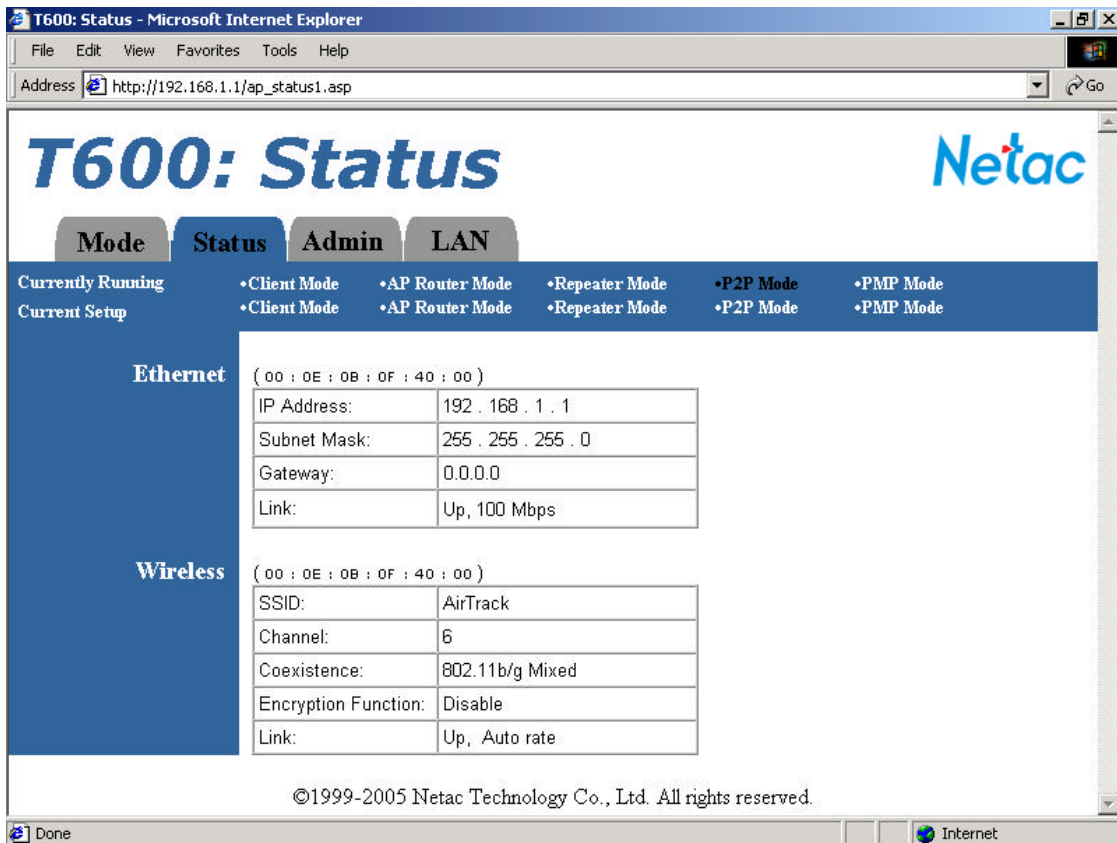 T600: Status - Microsoft Internet Explorer
File Edit View Favorites Tools Help
Address http://192.168.1.1/ap_status1.asp Go
T600: Status
Netac
Mode Status Admin LAN
Currently Running •Client Mode •AP Router Mode •Repeater Mode •P2P Mode •PMP Mode
Current Setup •Client Mode •AP Router Mode •Repeater Mode •P2P Mode •PMP Mode
Ethernet (00:0E:0B:0F:40:00)
IP Address: 192 . 168 . 1 . 1
Subnet Mask: 255 . 255 . 255 . 0
Gateway: 0.0.0.0
Link: Up, 100 Mbps
Wireless (00:0E:0B:0F:40:00)
SSID: AirTrack
Channel: 6
Coexistence: 802.11b/g Mixed
Encryption Function: Disable
Link: Up, Auto rate
©1999-2005 Netac Technology Co., Ltd. All rights reserved.
Done Internet